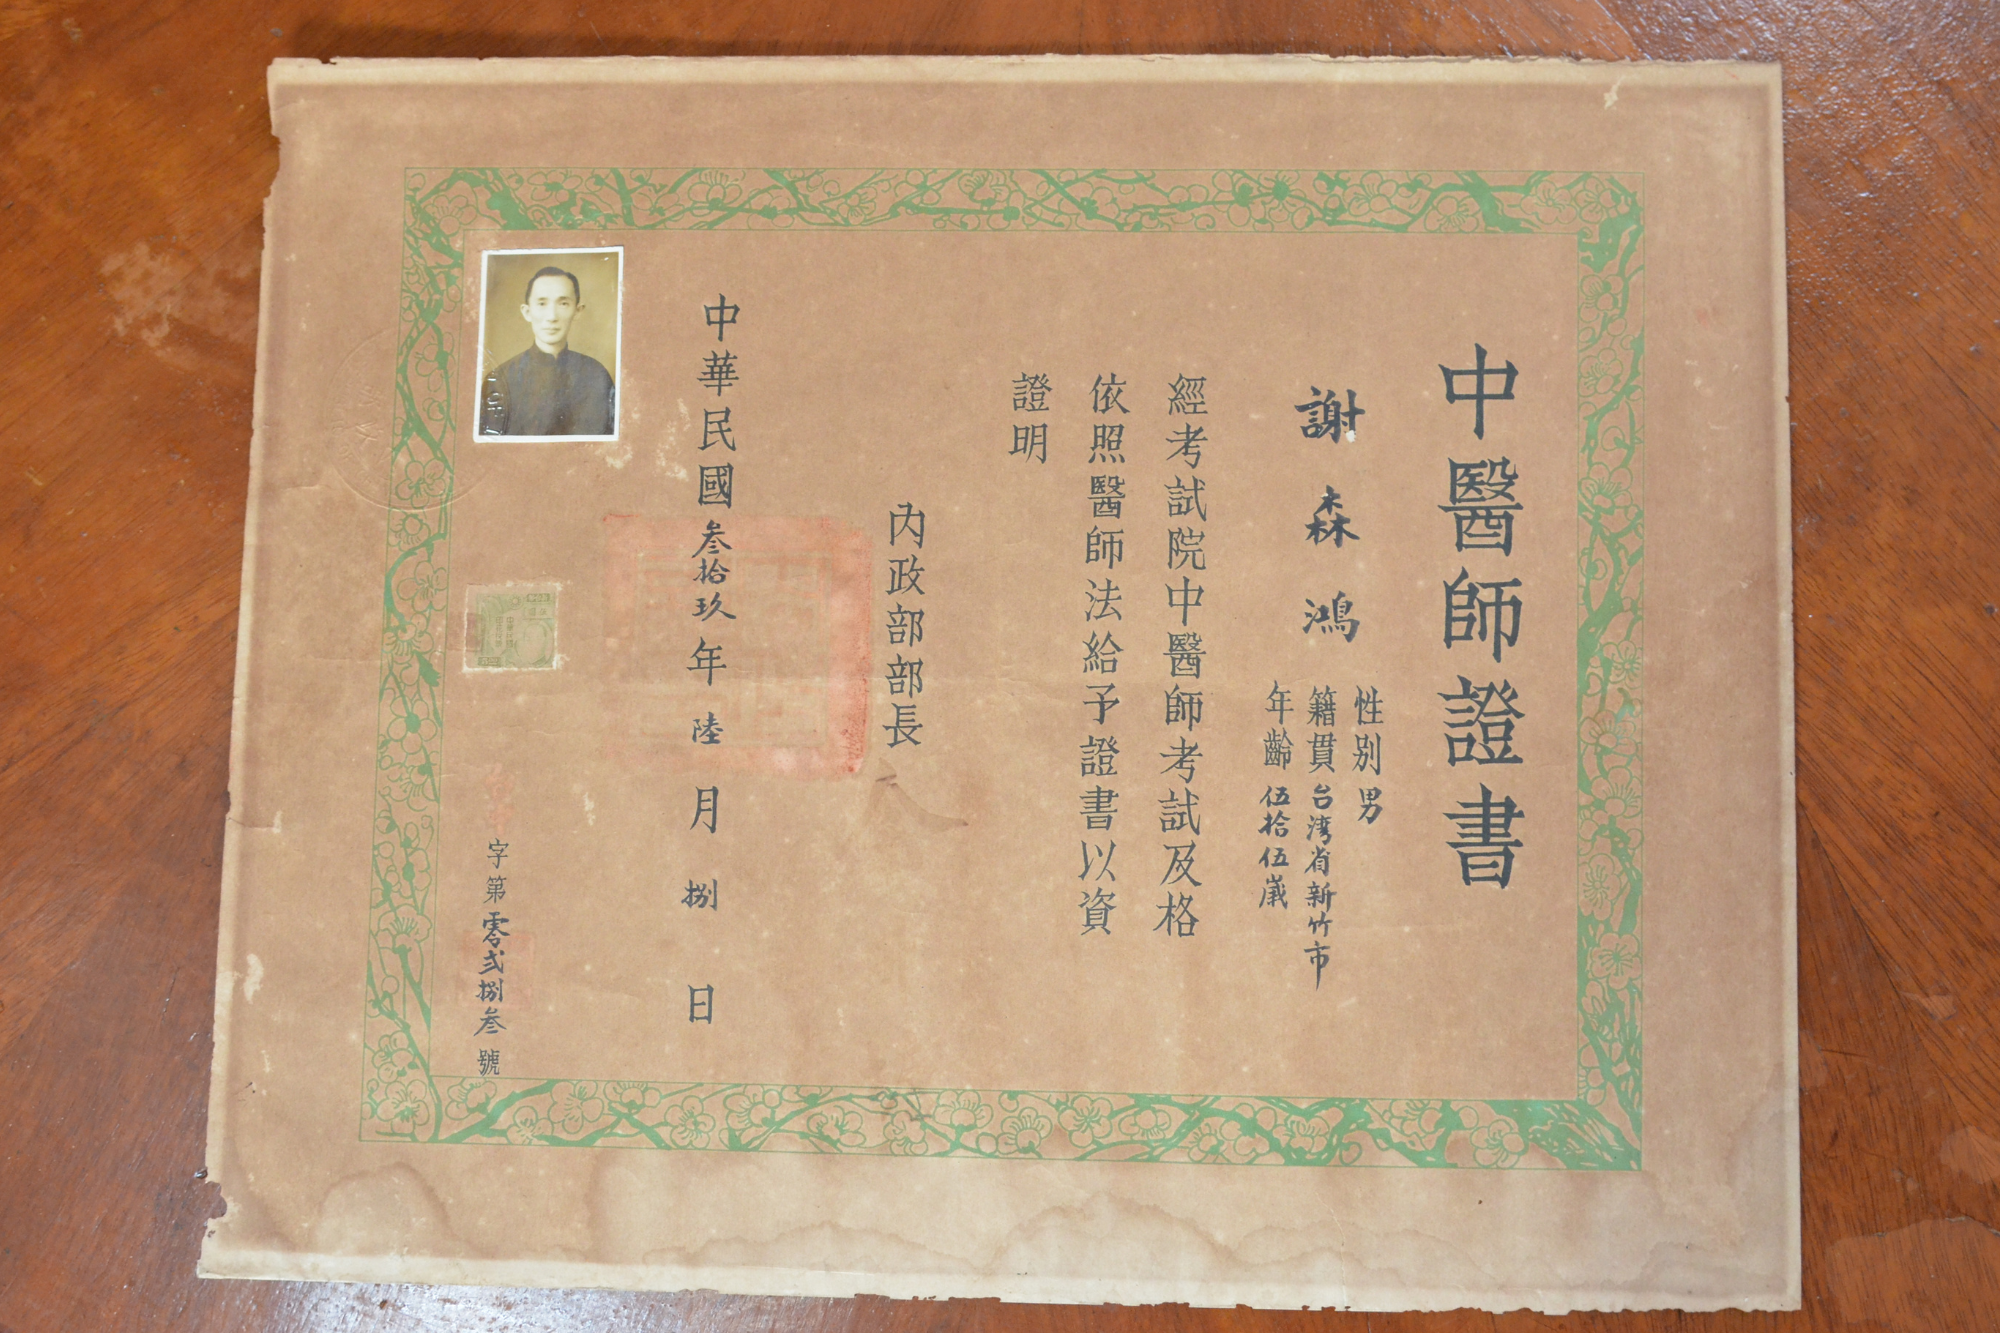 中醫師證書
謝森鴻
性別男
籍貫台湾省新竹市
年齡伍拾伍歲
經考試院中醫師考試及格
依照醫師法給予證書以資
證明
內政部部長
中華民國叁拾玖年陸月捌日
字第零弍捌叁號